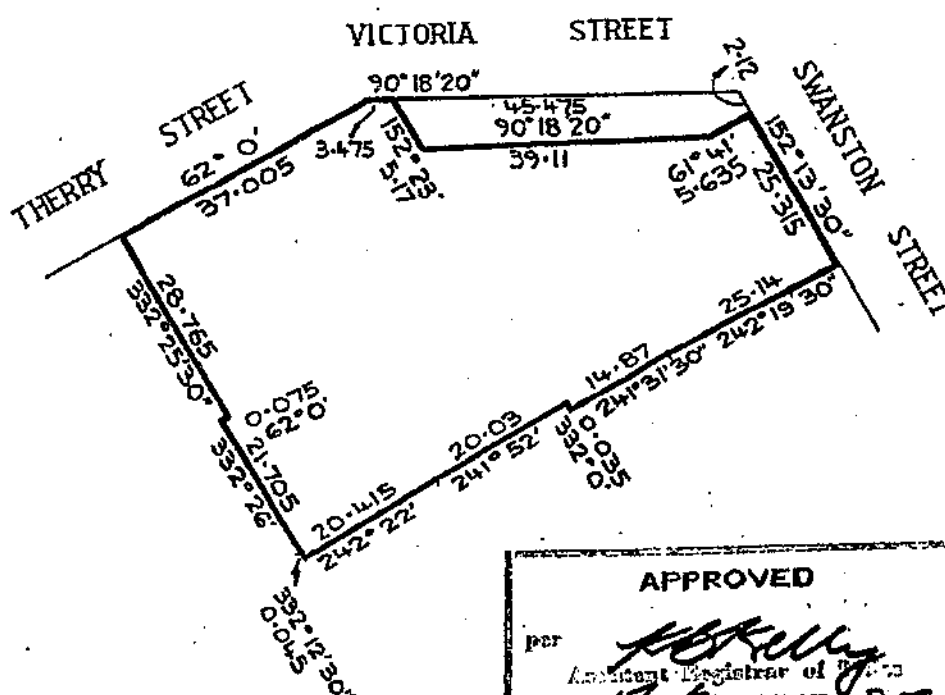 VICTORIA STREET
THERRY STREET
SWANSTON STREET
90° 18' 20"
2·12
45·475
90° 18' 20"
39·11
3·475
62° 0'
37·005
152° 23'
5·17
61° 41'
5·635
152° 13' 30"
25·315
28·765
332° 25' 30"
0·075
62° 0'
21·705
332° 26'
25·14
242° 19' 30"
14·87
241° 31' 30"
0·035
20·03
241° 52'
20·415
242° 22'
332° 12' 30"
0·045
APPROVED
per
Assistant Registrar of